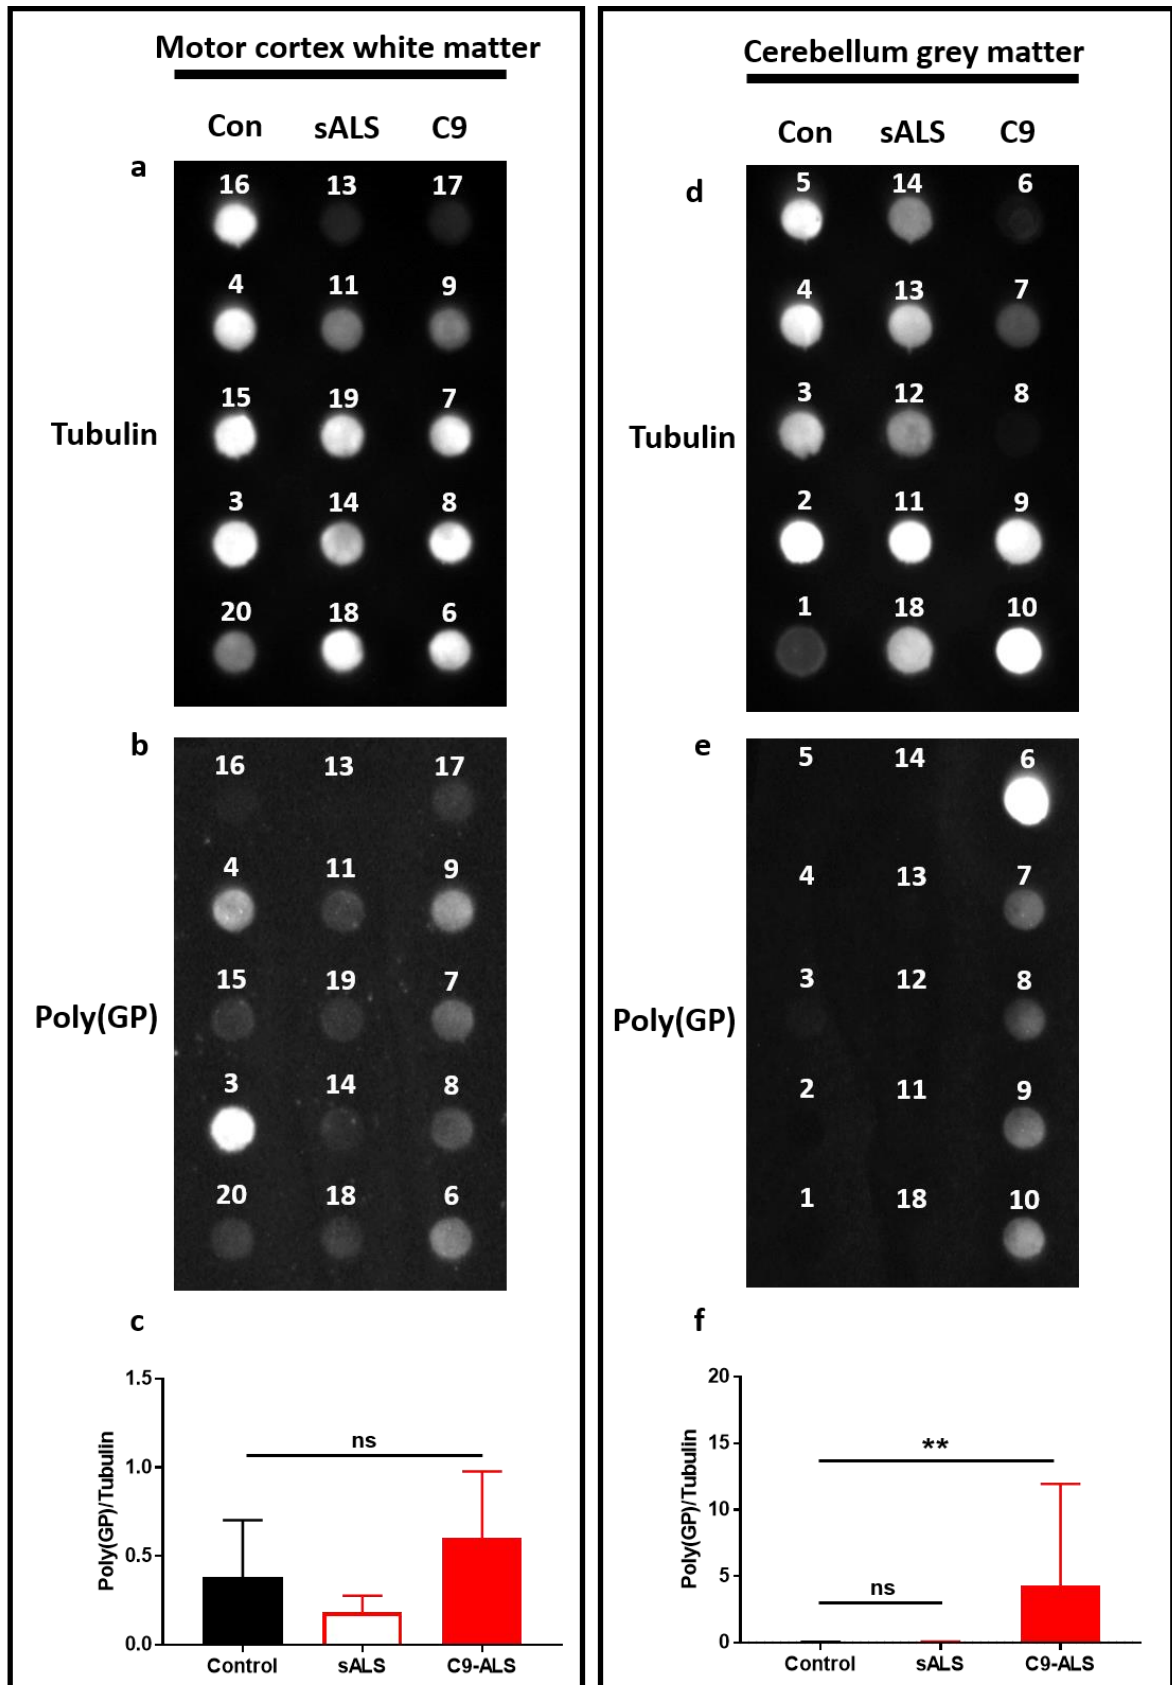 Motor cortex white matter
Con sALS C9
a
16 13 17
4 11 9
15 19 7
Tubulin
3 14 8
20 18 6
b
16 13 17
4 11 9
15 19 7
Poly(GP)
3 14 8
20 18 6
c
Poly(GP)/Tubulin
1.5
1.0
0.5
0.0
ns
Control sALS C9-ALS
Cerebellum grey matter
Con sALS C9
d
5 14 6
4 13 7
3 12 8
Tubulin
2 11 9
1 18 10
e
5 14 6
4 13 7
3 12 8
Poly(GP)
2 11 9
1 18 10
f
Poly(GP)/Tubulin
20
15
10
5
0
**
ns
Control sALS C9-ALS